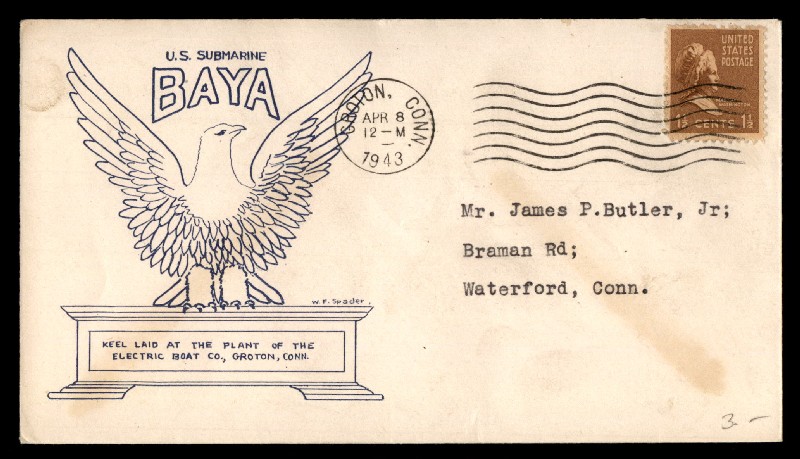 U.S. SUBMARINE
BAYA
GROTON, CONN.
APR 8
12-M
1943
UNITED
STATES
POSTAGE
MARTHA
WASHINGTON
1½ CENTS 1½
Mr. James P.Butler, Jr;
Braman Rd;
Waterford, Conn.
W.F. Spader.
KEEL LAID AT THE PLANT OF THE
ELECTRIC BOAT CO., GROTON, CONN.
3-